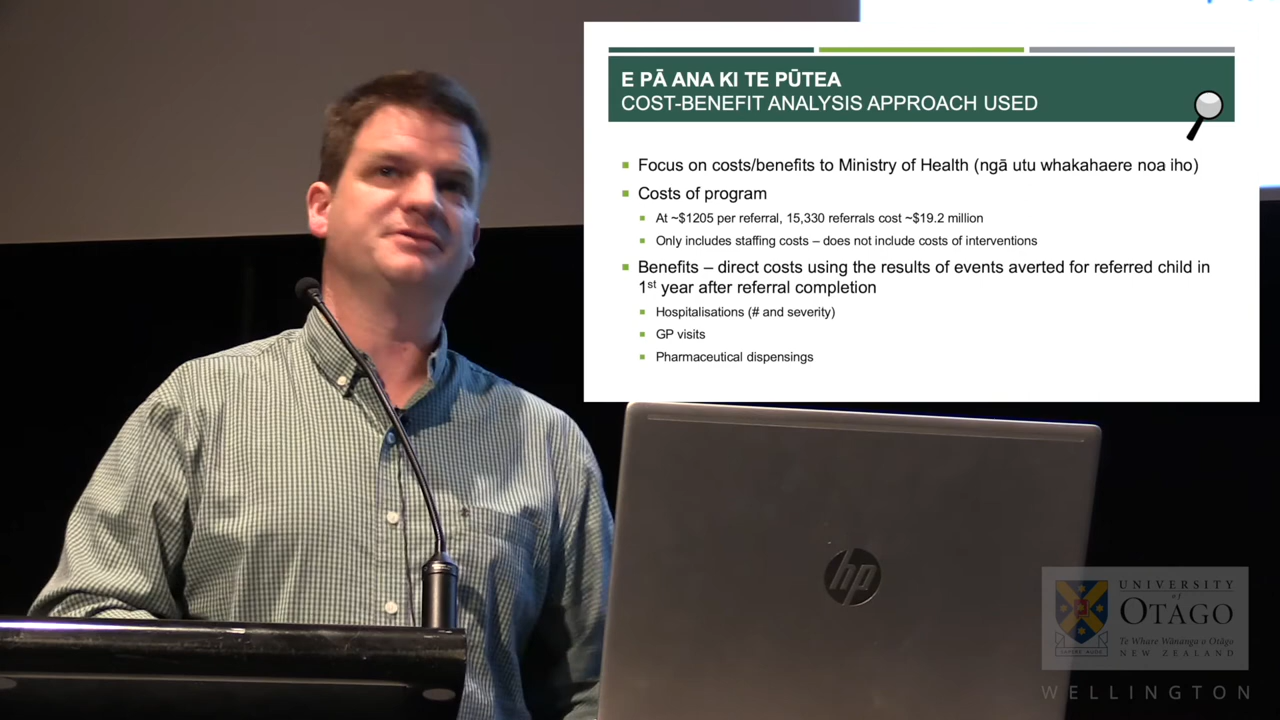 E PĀ ANA KI TE PŪTEA
COST-BENEFIT ANALYSIS APPROACH USED
Focus on costs/benefits to Ministry of Health (ngā utu whakahaere noa iho)
Costs of program
At ~$1205 per referral, 15,330 referrals cost ~$19.2 million
Only includes staffing costs – does not include costs of interventions
Benefits – direct costs using the results of events averted for referred child in
1st year after referral completion
Hospitalisations (# and severity)
GP visits
Pharmaceutical dispensings
hp
UNIVERSITY
of
OTAGO
Te Whare Wānanga o Otāgo
NEW ZEALAND
WELLINGTON